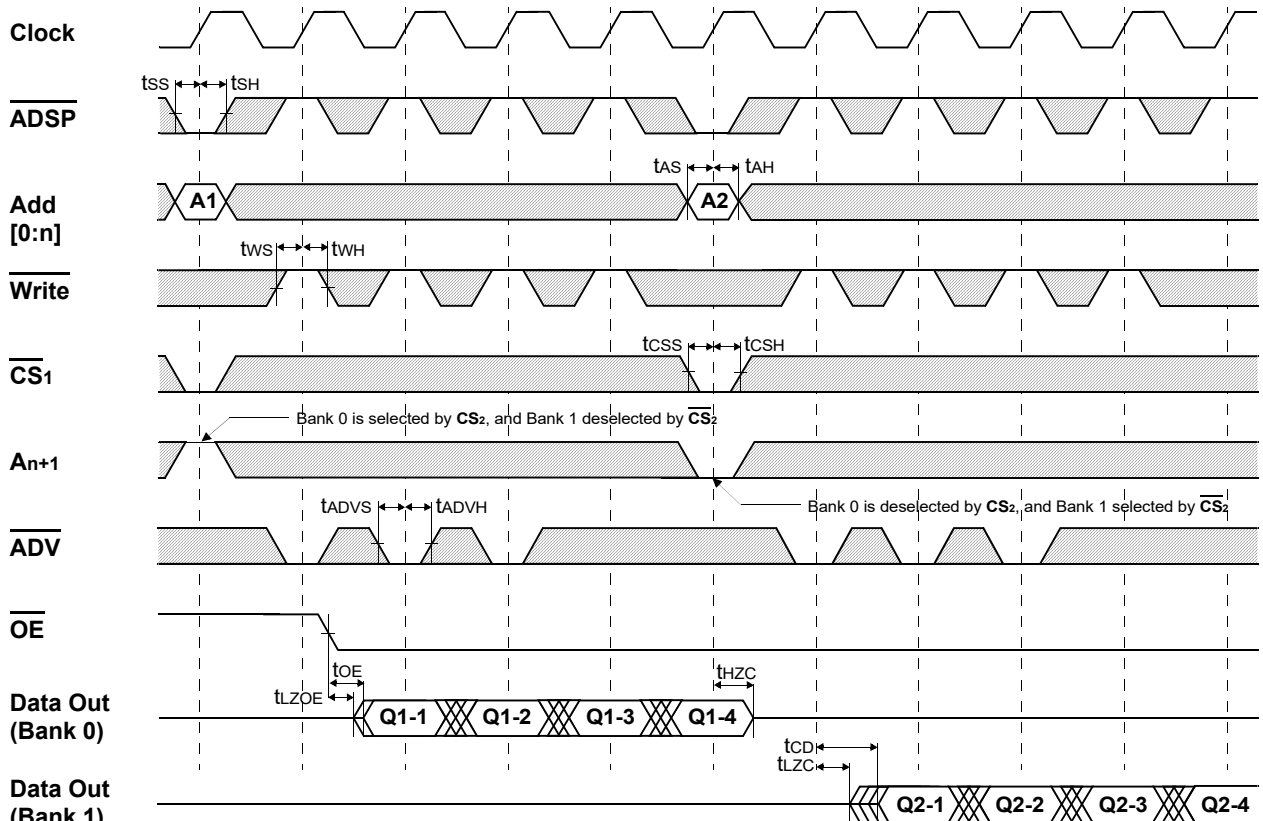 Clock
tSS tSH
ADSP
tAS tAH
Add
[0:n]
A1 A2
tWS tWH
Write
tCSS tCSH
CS1
Bank 0 is selected by CS2, and Bank 1 deselected by CS2
An+1
Bank 0 is deselected by CS2, and Bank 1 selected by CS2
tADVS tADVH
ADV
OE
tOE tHZC
tLZOE
Data Out
(Bank 0)
Q1-1 Q1-2 Q1-3 Q1-4
tCD
tLZC
Data Out
(Bank 1)
Q2-1 Q2-2 Q2-3 Q2-4